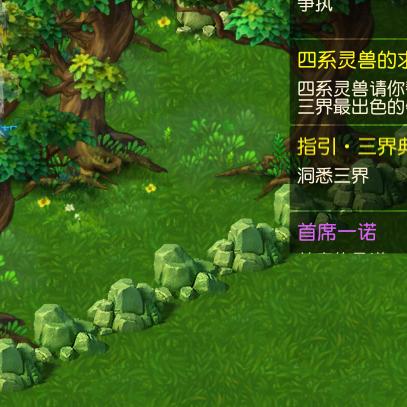 争执
四系灵兽的
四系灵兽请你
三界最出色的
指引·三界
洞悉三界
首席一诺